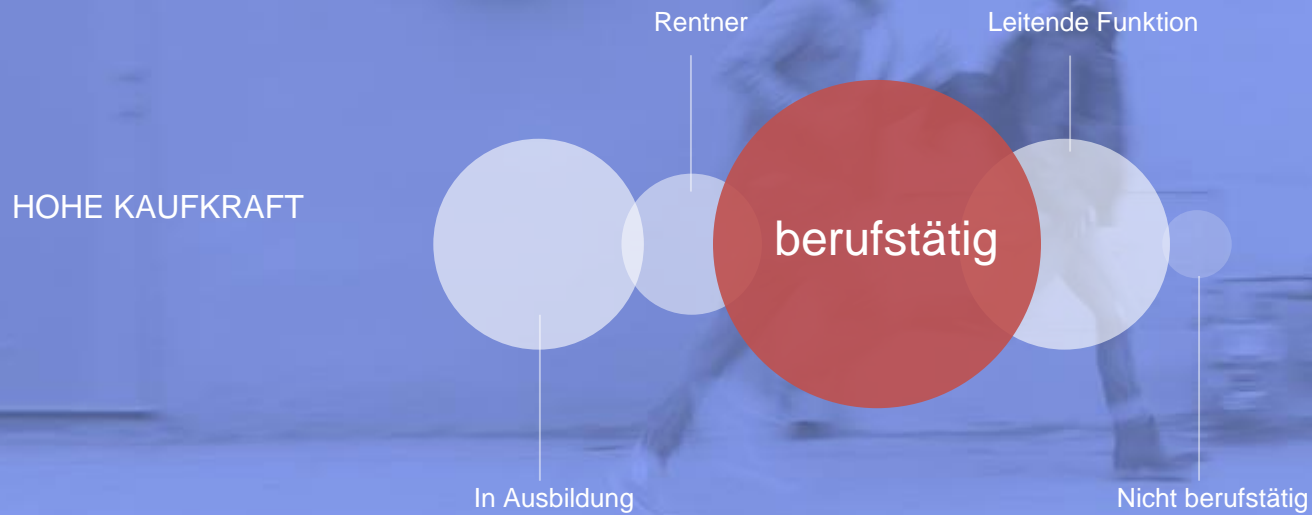 Rentner
Leitende Funktion
HOHE KAUFKRAFT
berufstätig
In Ausbildung
Nicht berufstätig